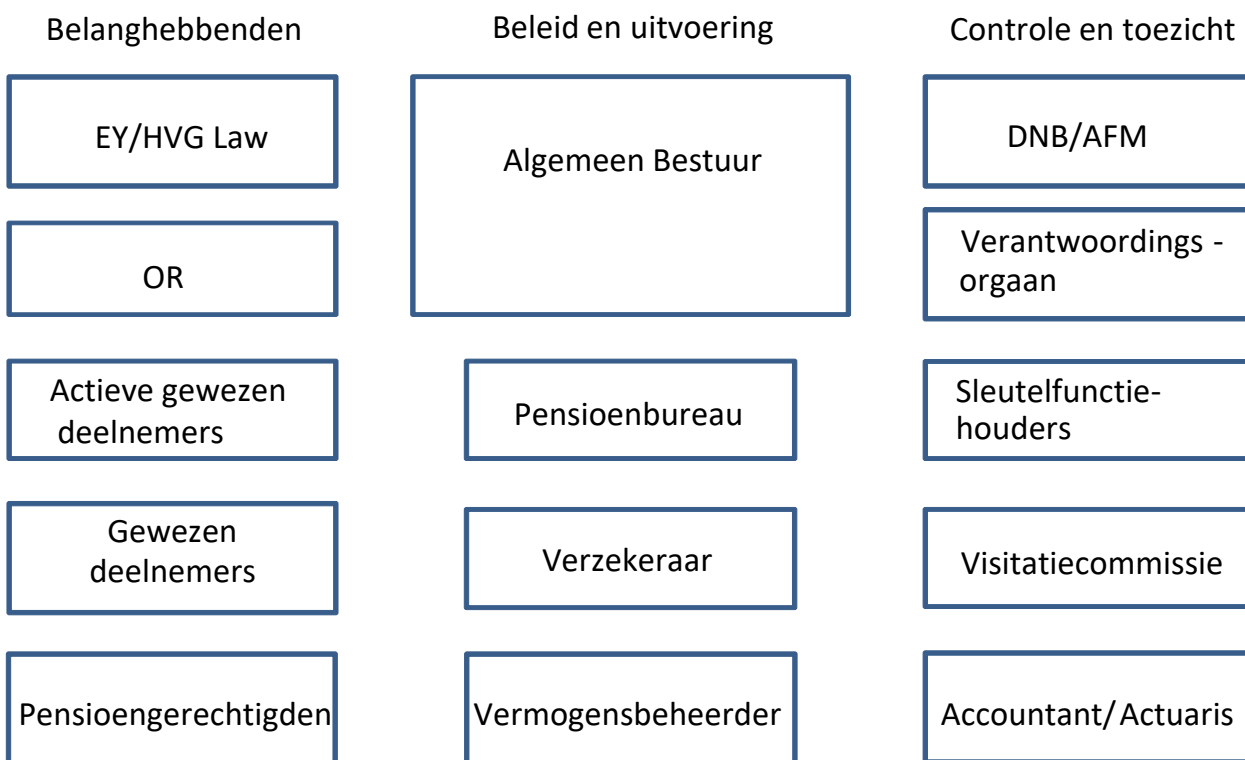 Belanghebbenden
EY/HVG Law
OR
Actieve gewezen
deelnemers
Gewezen
deelnemers
Pensioengerechtigden
Beleid en uitvoering
Algemeen Bestuur
Pensioenbureau
Verzekeraar
Vermogensbeheerder
Controle en toezicht
DNB/AFM
Verantwoordings -
orgaan
Sleutelfunctie-
houders
Visitatiecommissie
Accountant/ Actuaris